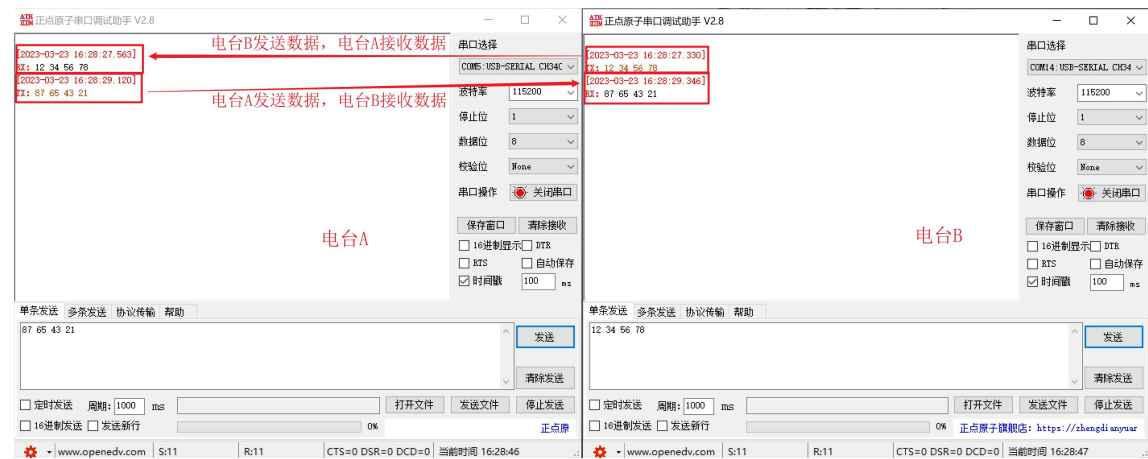 正点原子串口调试助手 V2.8
电台B发送数据，电台A接收数据
[2023-03-23 16:28:27.563]
RX: 12 34 56 78
[2023-03-23 16:28:29.120]
TX: 87 65 43 21
电台A发送数据，电台B接收数据
电台A
串口选择
COM5:USB-SERIAL CH34C
波特率 115200
停止位 1
数据位 8
校验位 None
串口操作 关闭串口
保存窗口 清除接收
16进制显示 DTR
RTS 自动保存
时间戳 100 ms
单条发送 多条发送 协议传输 帮助
87 65 43 21
发送
清除发送
定时发送 周期: 1000 ms 打开文件 发送文件 停止发送
16进制发送 发送新行 0% 正点原
www.openedv.com S:11 R:11 CTS=0 DSR=0 DCD=0 当前时间 16:28:46
正点原子串口调试助手 V2.8
[2023-03-23 16:28:27.330]
TX: 12 34 56 78
[2023-03-23 16:28:29.346]
RX: 87 65 43 21
电台B
串口选择
COM14:USB-SERIAL CH34
波特率 115200
停止位 1
数据位 8
校验位 None
串口操作 关闭串口
保存窗口 清除接收
16进制显示 DTR
RTS 自动保存
时间戳 100 ms
单条发送 多条发送 协议传输 帮助
12 34 56 78
发送
清除发送
定时发送 周期: 1000 ms 打开文件 发送文件 停止发送
16进制发送 发送新行 0% 正点原子旗舰店: https://zhengdianyuar
www.openedv.com S:11 R:11 CTS=0 DSR=0 DCD=0 当前时间 16:28:47